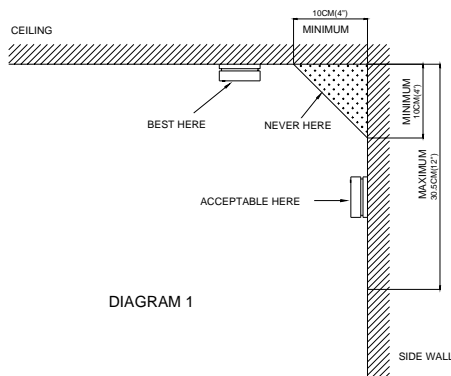 10CM(4")
CEILING
MINIMUM
BEST HERE
NEVER HERE
MINIMUM
10CM(4")
MAXIMUM
30.5CM(12")
ACCEPTABLE HERE
DIAGRAM 1
SIDE WALL